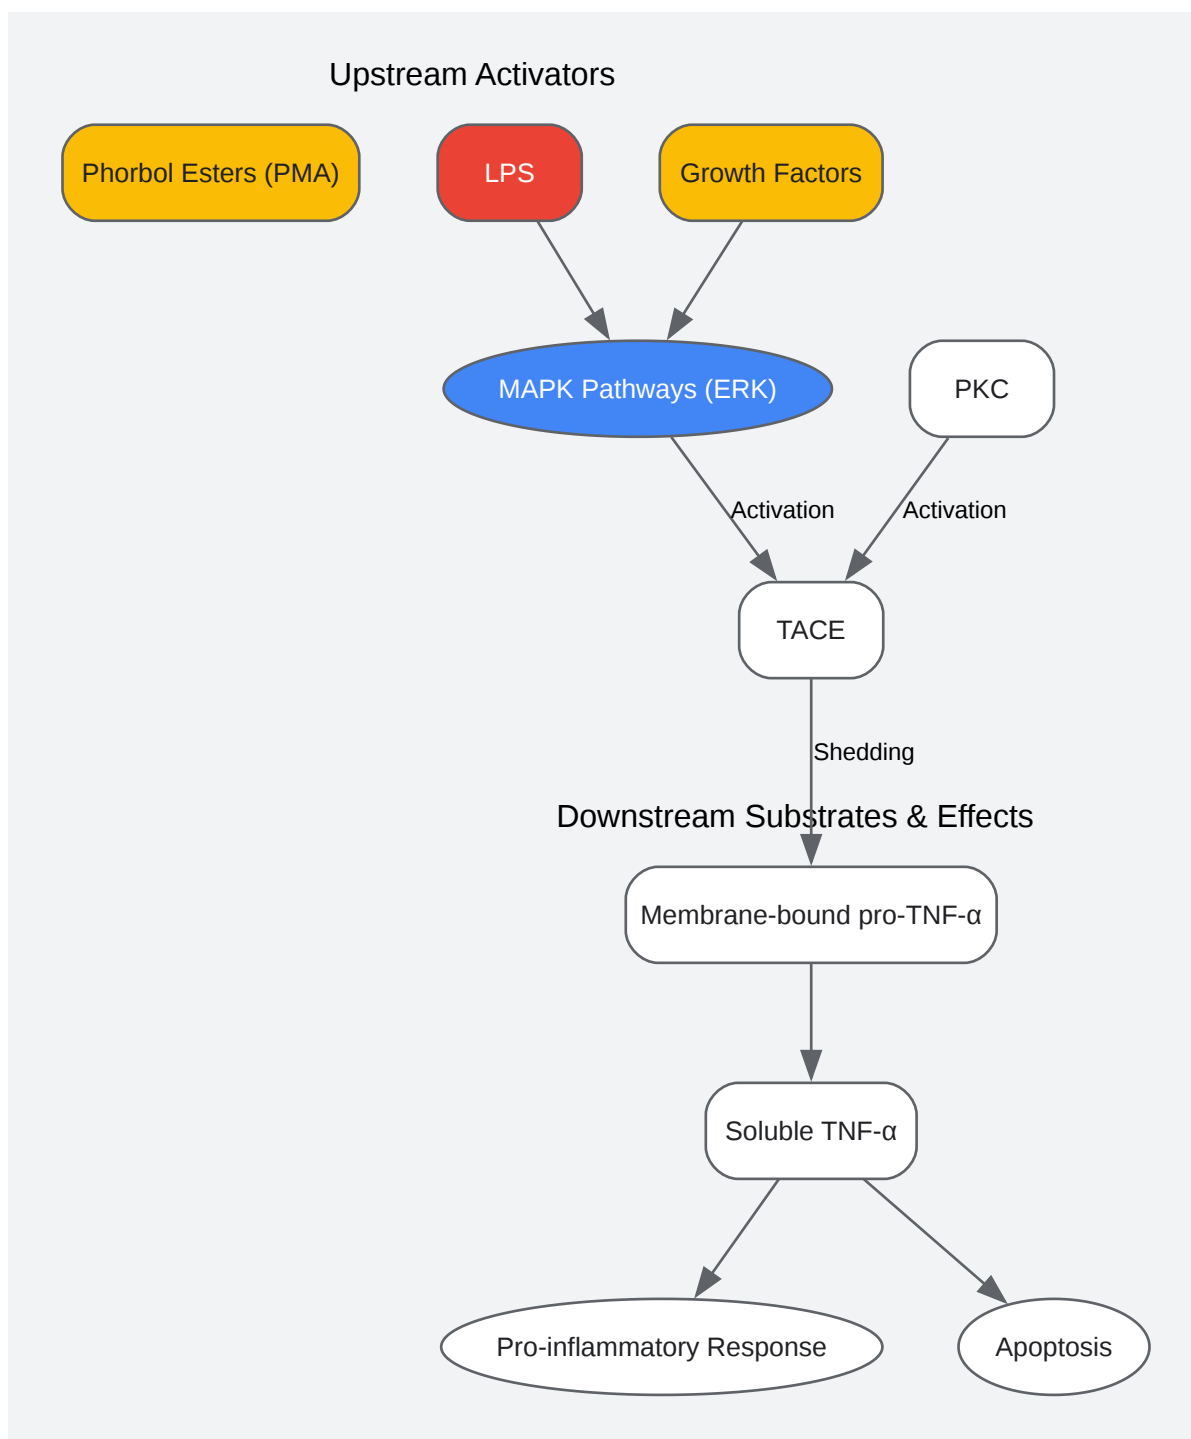 Upstream Activators
Phorbol Esters (PMA)
LPS
Growth Factors
MAPK Pathways (ERK)
PKC
Activation
Activation
TACE
Shedding
Downstream Substrates & Effects
Membrane-bound pro-TNF-α
Soluble TNF-α
Pro-inflammatory Response
Apoptosis